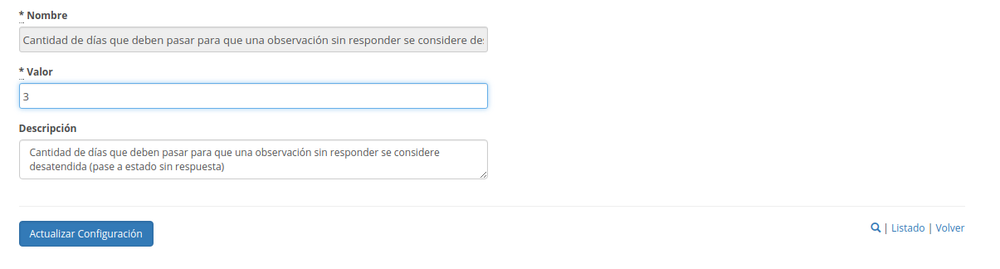 * Nombre
Cantidad de días que deben pasar para que una observación sin responder se considere de
* Valor
3
Descripción
Cantidad de días que deben pasar para que una observación sin responder se considere
desatendida (pase a estado sin respuesta)
Actualizar Configuración
| Listado | Volver